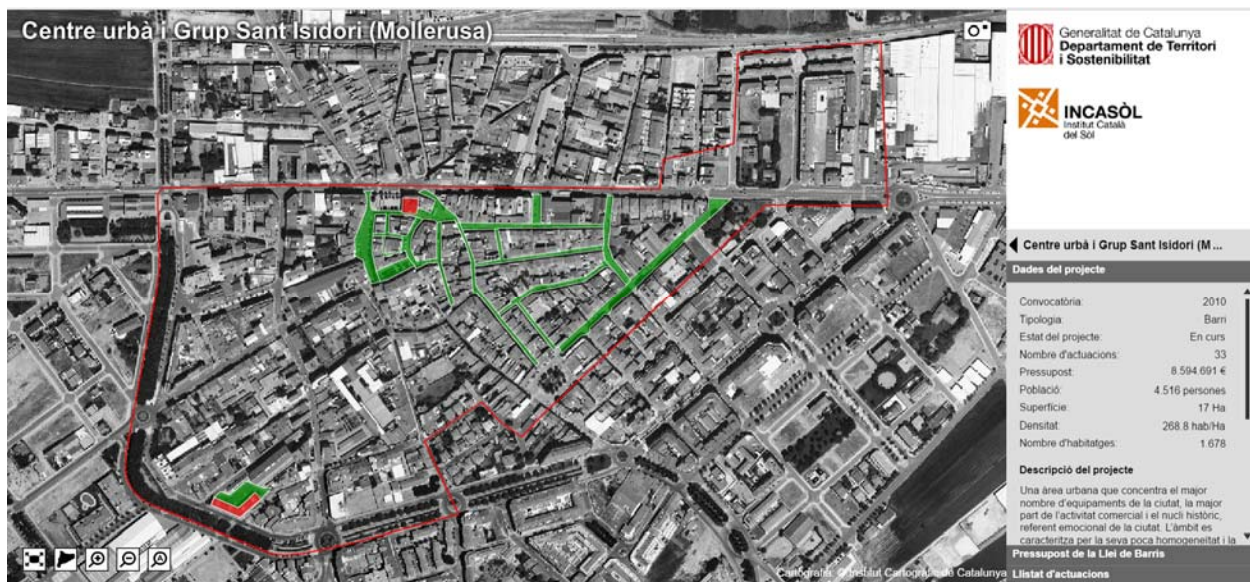 Centre urbà i Grup Sant Isidori (Mollerusa)
Generalitat de Catalunya
Departament de Territori
i Sostenibilitat
INCASÒL
Institut Català
del Sòl
Centre urbà i Grup Sant Isidori (M ...
Dades del projecte
Convocatòria: 2010
Tipologia: Barri
Estat del projecte: En curs
Nombre d'actuacions: 33
Pressupost: 8.594.691 €
Població: 4.516 persones
Superfície: 17 Ha
Densitat: 268.8 hab/Ha
Nombre d'habitatges: 1.678
Descripció del projecte
Una àrea urbana que concentra el major
nombre d'equipaments de la ciutat, la major
part de l'activitat comercial i el nucli històric,
referent emocional de la ciutat. L'àmbit es
caracteritza per la seva poca homogeneïtat i la
Pressupost de la Llei de Barris
Llistat d'actuacions
Cartografia: © Institut Cartogràfic de Catalunya